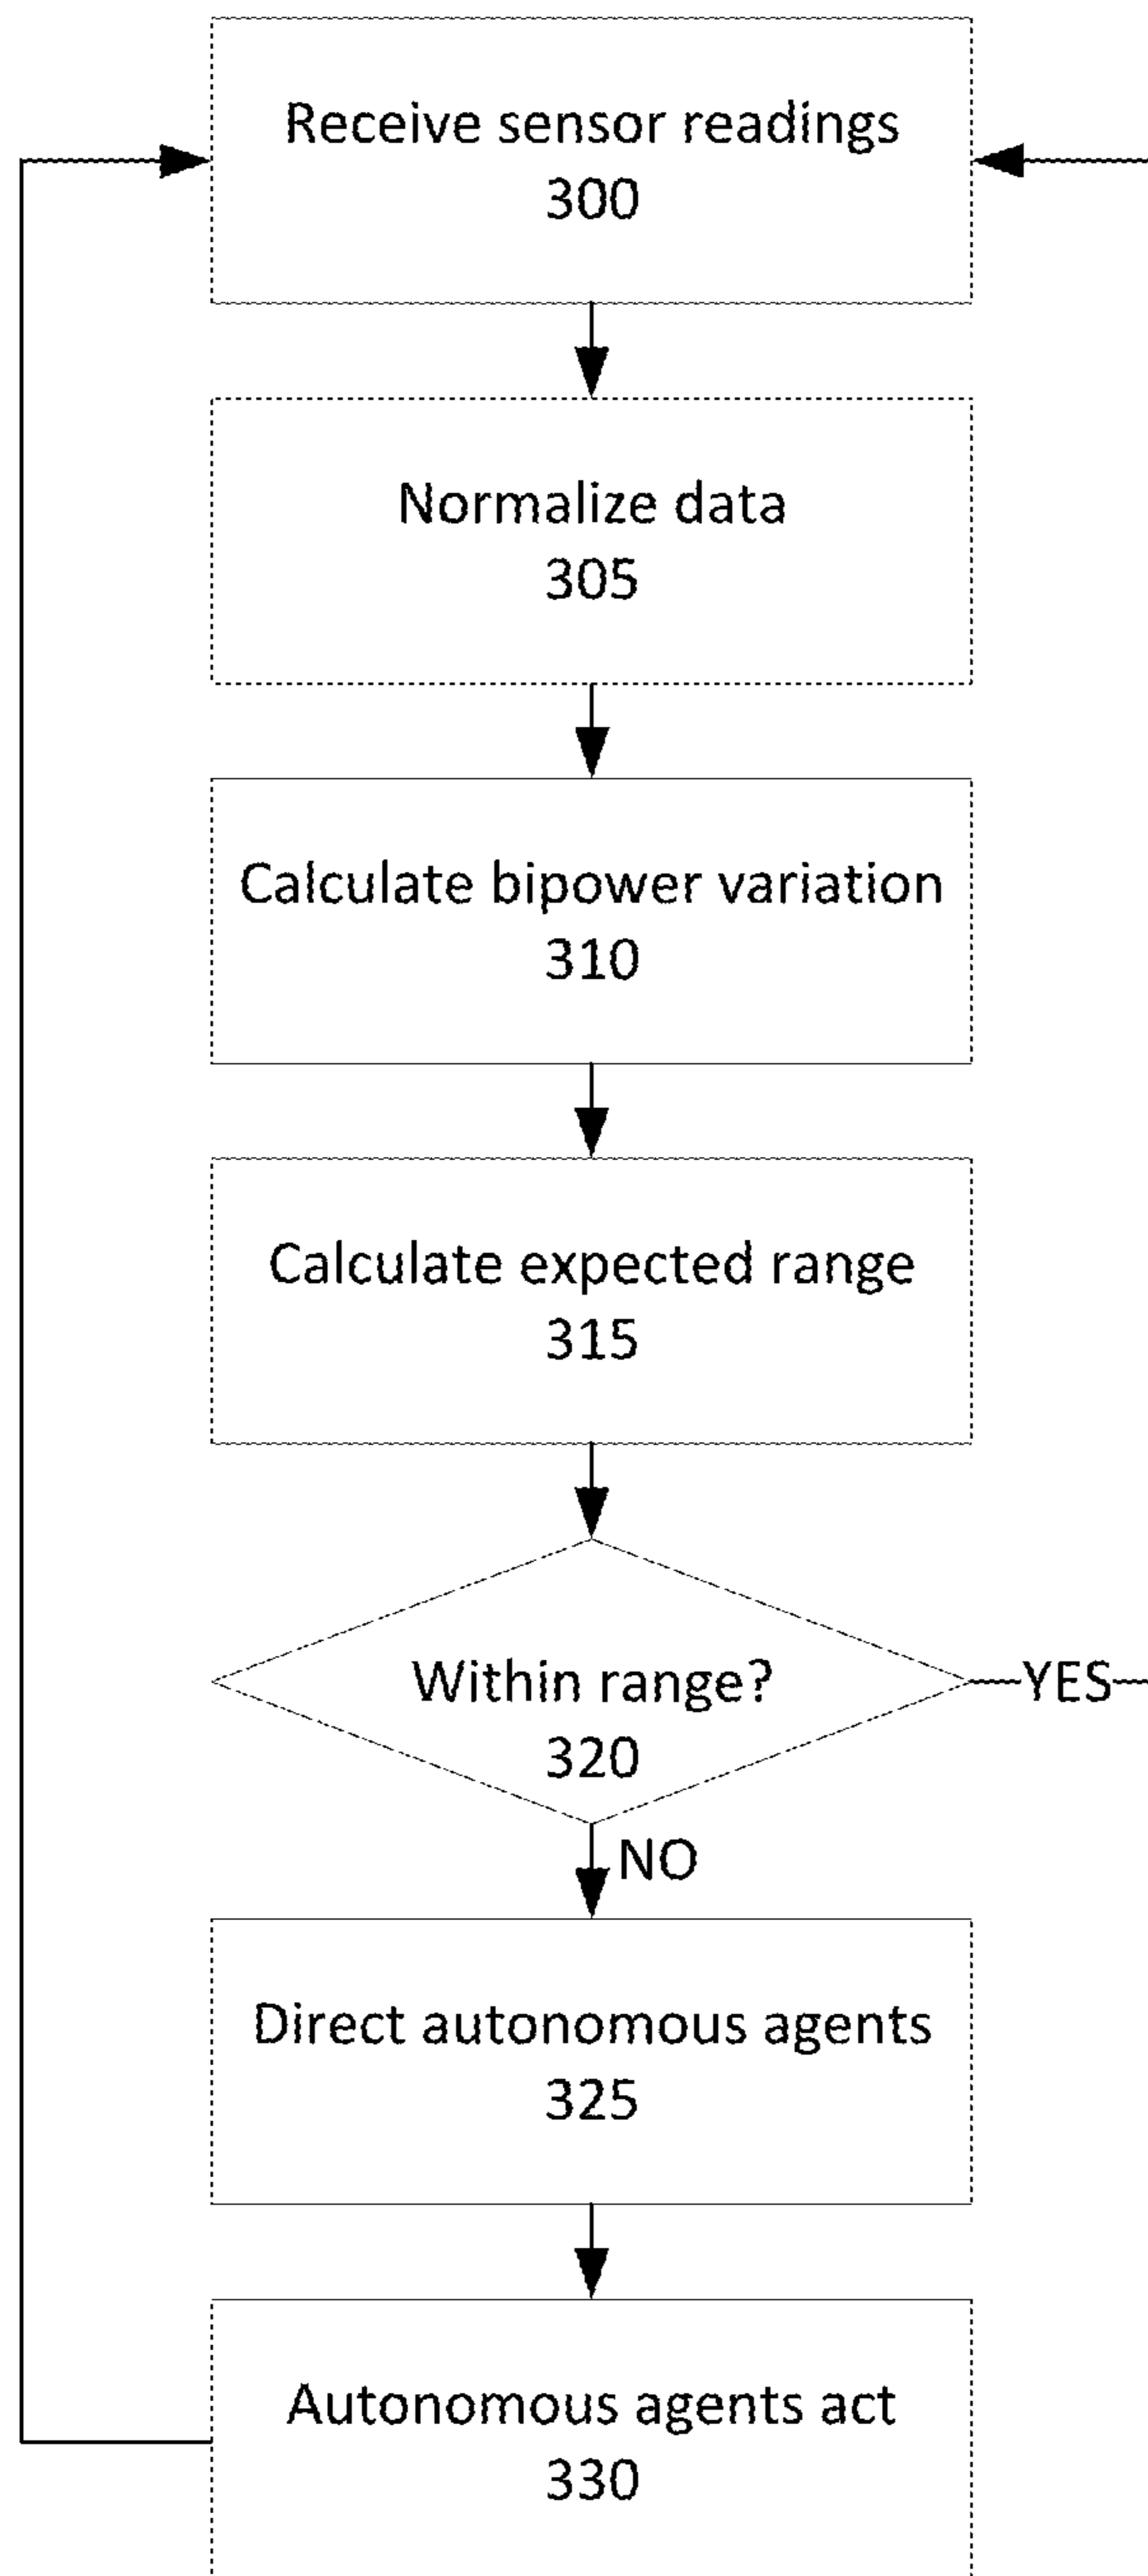 Receive sensor readings
300
Normalize data
305
Calculate bipower variation
310
Calculate expected range
315
Within range?
320
YES
NO
Direct autonomous agents
325
Autonomous agents act
330